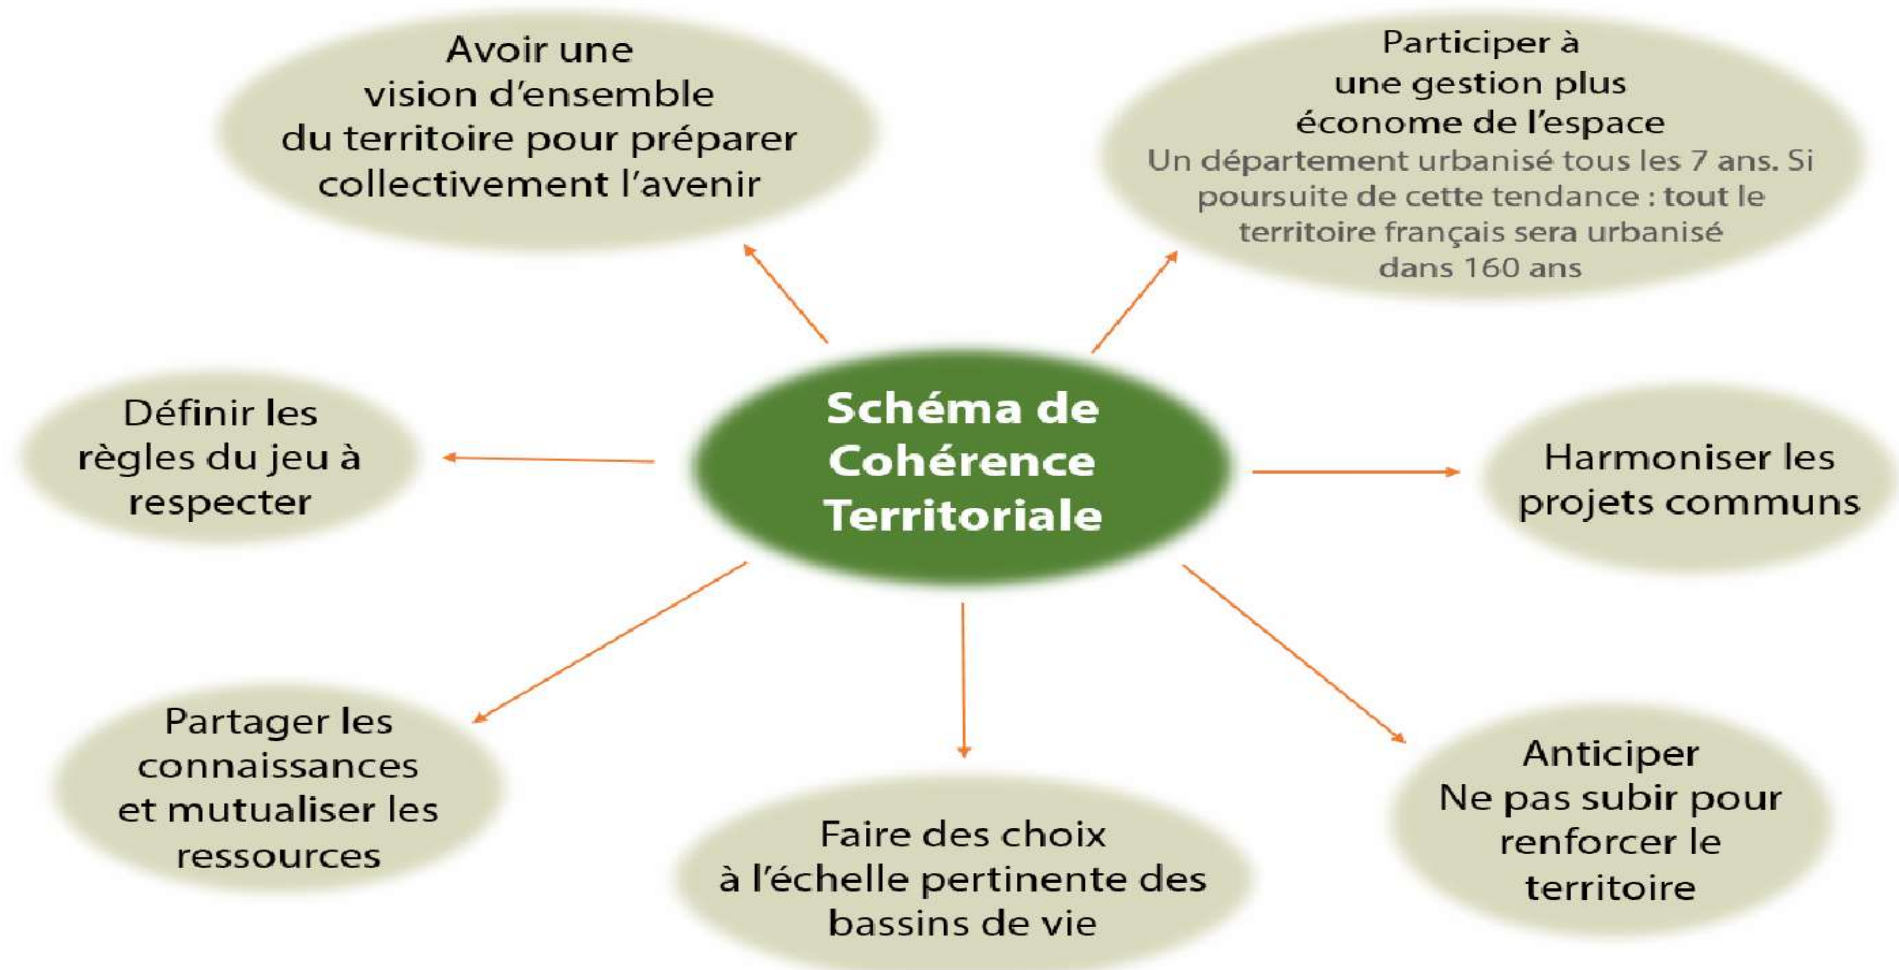 Avoir une
vision d'ensemble
du territoire pour préparer
collectivement l'avenir
Participer à
une gestion plus
économe de l'espace
Un département urbanisé tous les 7 ans. Si
poursuite de cette tendance : tout le
territoire français sera urbanisé
dans 160 ans
Schéma de
Cohérence
Territoriale
Définir les
règles du jeu à
respecter
Harmoniser les
projets communs
Partager les
connaissances
et mutualiser les
ressources
Faire des choix
à l'échelle pertinente des
bassins de vie
Anticiper
Ne pas subir pour
renforcer le
territoire